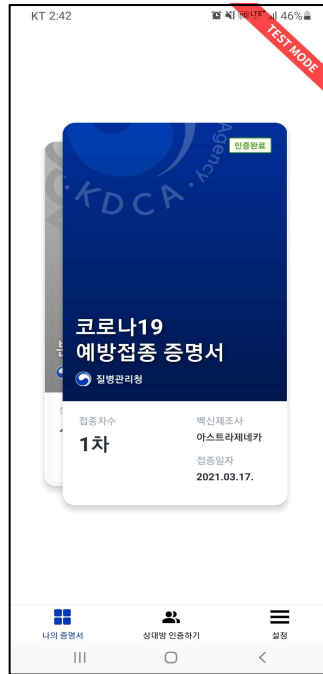 KT 2:42
46%
TEST MODE
KDCA · Agency
인증완료
코로나19
예방접종 증명서
질병관리청
접종차수
1차
백신제조사
아스트라제네카
접종일자
2021.03.17.
나의 증명서
상대방 인증하기
설정